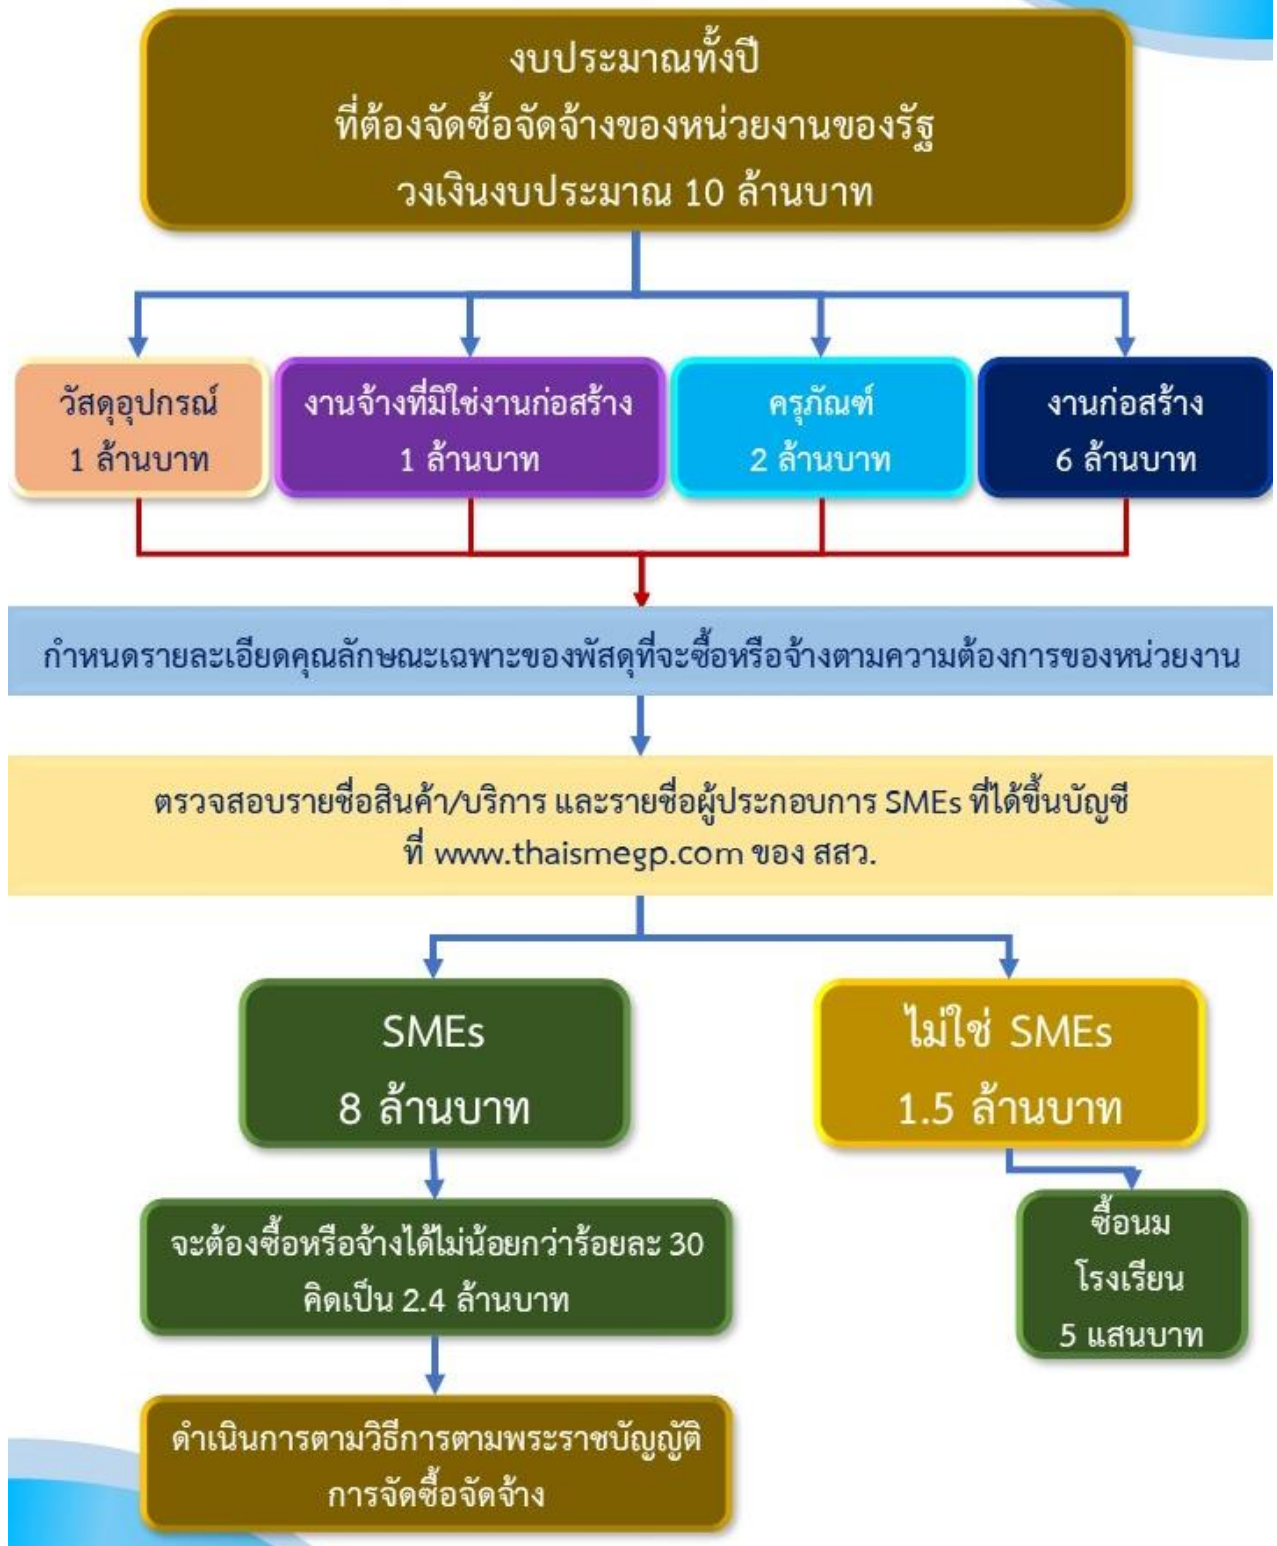 งบประมาณทั้งปี
ที่ต้องจัดซื้อจัดจ้างของหน่วยงานของรัฐ
วงเงินงบประมาณ 10 ล้านบาท
วัสดุอุปกรณ์
1 ล้านบาท
งานจ้างที่มิใช่งานก่อสร้าง
1 ล้านบาท
ครุภัณฑ์
2 ล้านบาท
งานก่อสร้าง
6 ล้านบาท
กำหนดรายละเอียดคุณลักษณะเฉพาะของพัสดุที่จะซื้อหรือจ้างตามความต้องการของหน่วยงาน
ตรวจสอบรายชื่อสินค้า/บริการ และรายชื่อผู้ประกอบการ SMEs ที่ได้ขึ้นบัญชี
ที่ www.thaismegp.com ของ สสว.
SMEs
8 ล้านบาท
ไม่ใช่ SMEs
1.5 ล้านบาท
จะต้องซื้อหรือจ้างได้ไม่น้อยกว่าร้อยละ 30
คิดเป็น 2.4 ล้านบาท
ซื้อนม
โรงเรียน
5 แสนบาท
ดำเนินการตามวิธีการตามพระราชบัญญัติ
การจัดซื้อจัดจ้าง